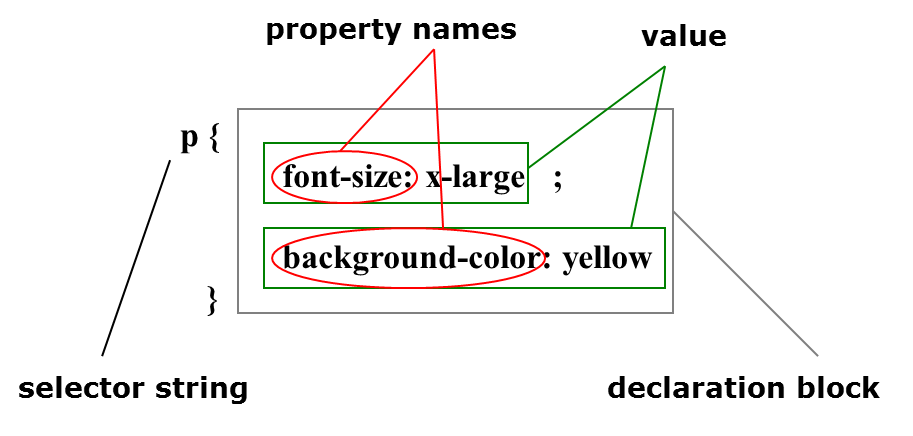 property names
value
p {
font-size: x-large ;
background-color: yellow
}
selector string
declaration block